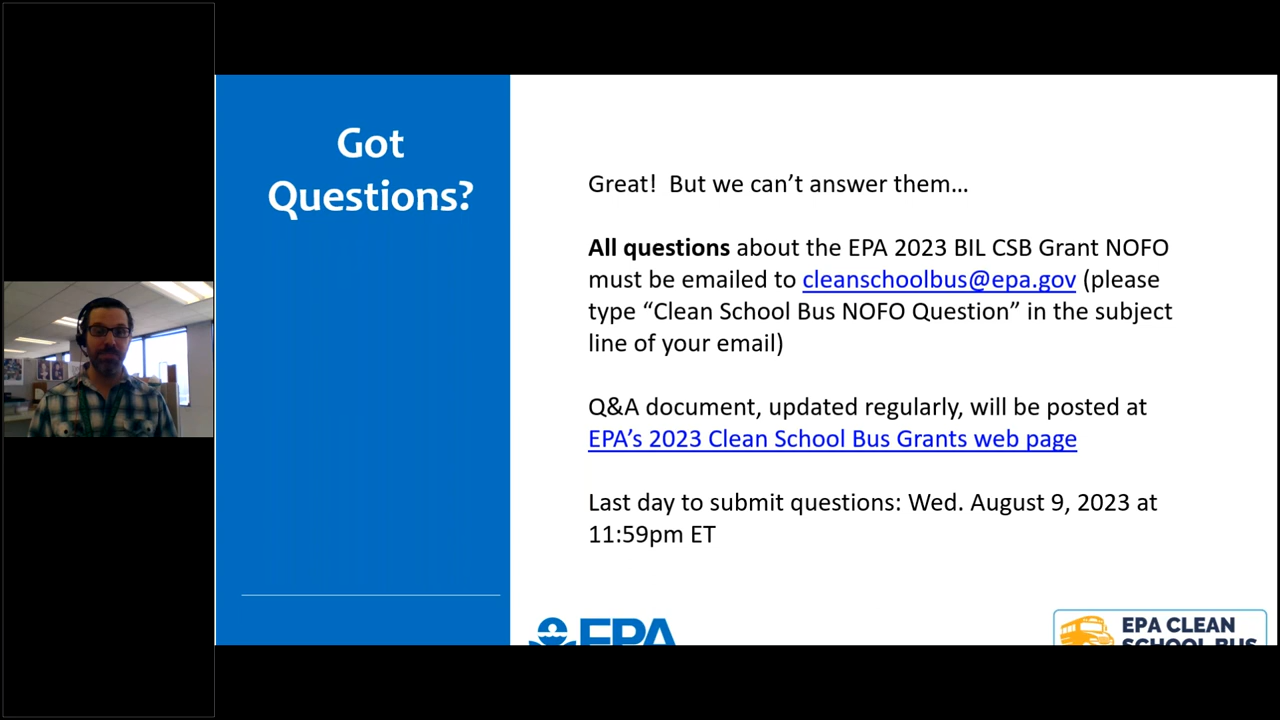 Got
Questions?
Great!  But we can’t answer them…
All questions about the EPA 2023 BIL CSB Grant NOFO
must be emailed to cleanschoolbus@epa.gov (please
type “Clean School Bus NOFO Question” in the subject
line of your email)
Q&A document, updated regularly, will be posted at
EPA’s 2023 Clean School Bus Grants web page
Last day to submit questions: Wed. August 9, 2023 at
11:59pm ET
EPA
EPA CLEAN
SCHOOL BUS